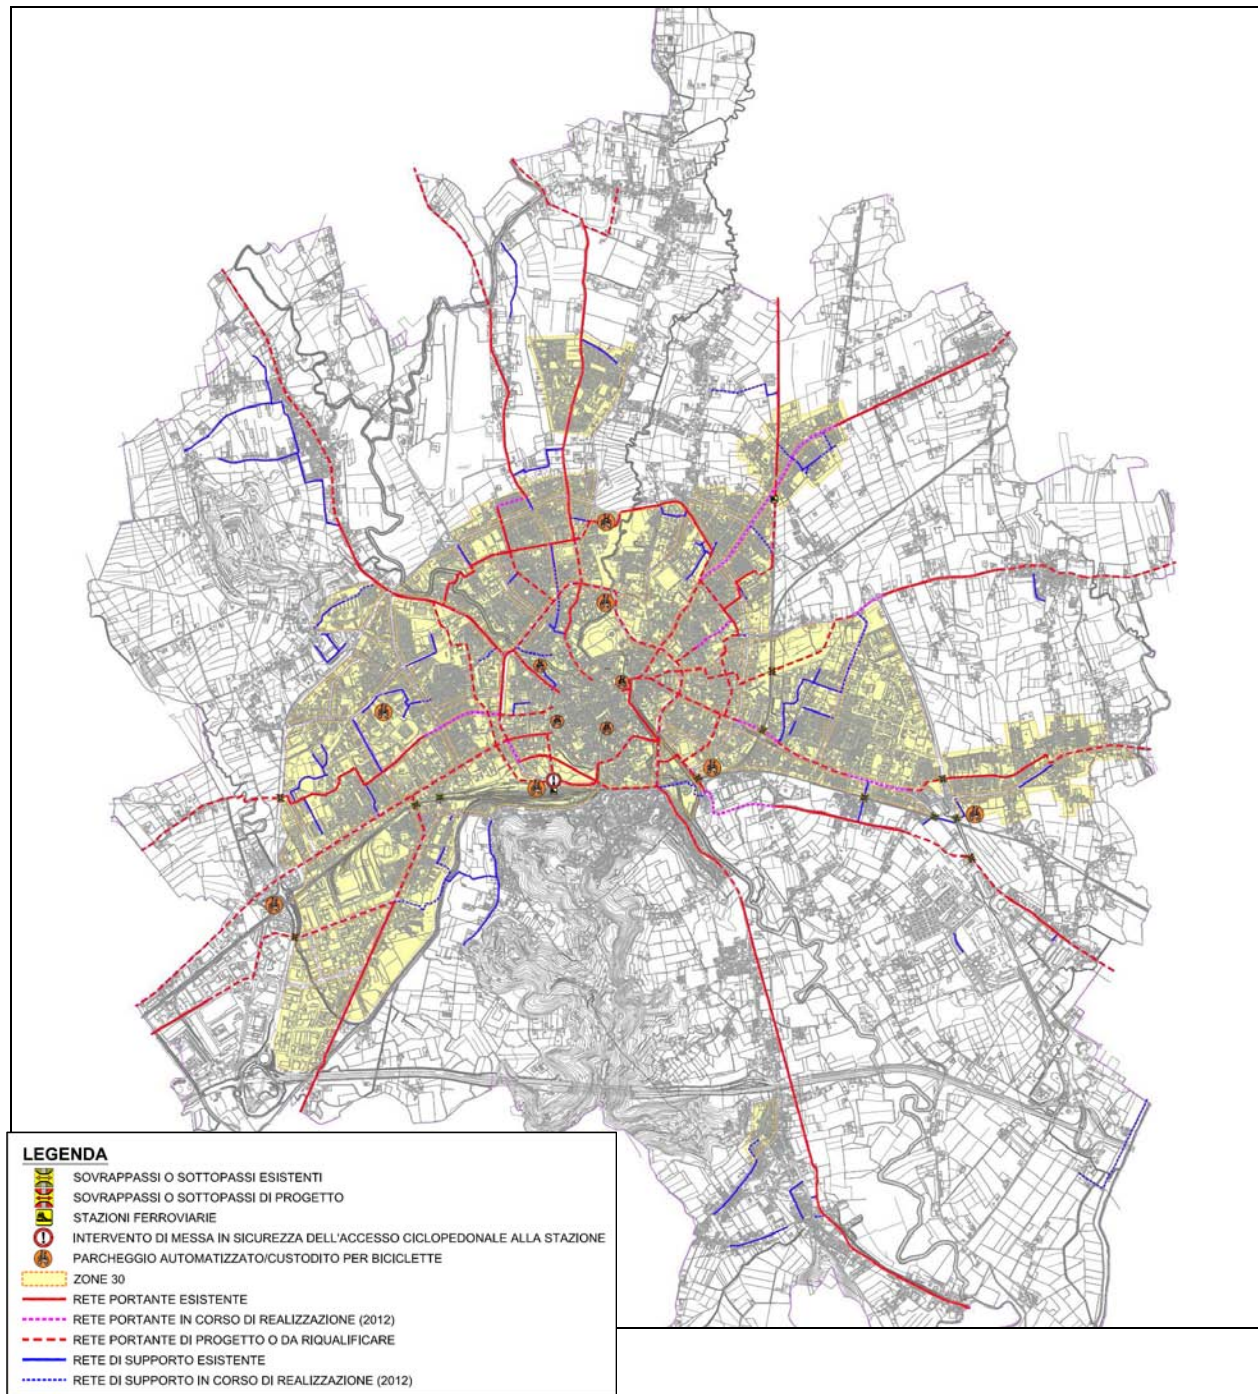 LEGENDA
SOVRAPPASSI O SOTTOPASSI ESISTENTI
SOVRAPPASSI O SOTTOPASSI DI PROGETTO
STAZIONI FERROVIARIE
INTERVENTO DI MESSA IN SICUREZZA DELL'ACCESSO CICLOPEDONALE ALLA STAZIONE
PARCHEGGIO AUTOMATIZZATO/CUSTODITO PER BICICLETTE
ZONE 30
RETE PORTANTE ESISTENTE
RETE PORTANTE IN CORSO DI REALIZZAZIONE (2012)
RETE PORTANTE DI PROGETTO O DA RIQUALIFICARE
RETE DI SUPPORTO ESISTENTE
RETE DI SUPPORTO IN CORSO DI REALIZZAZIONE (2012)